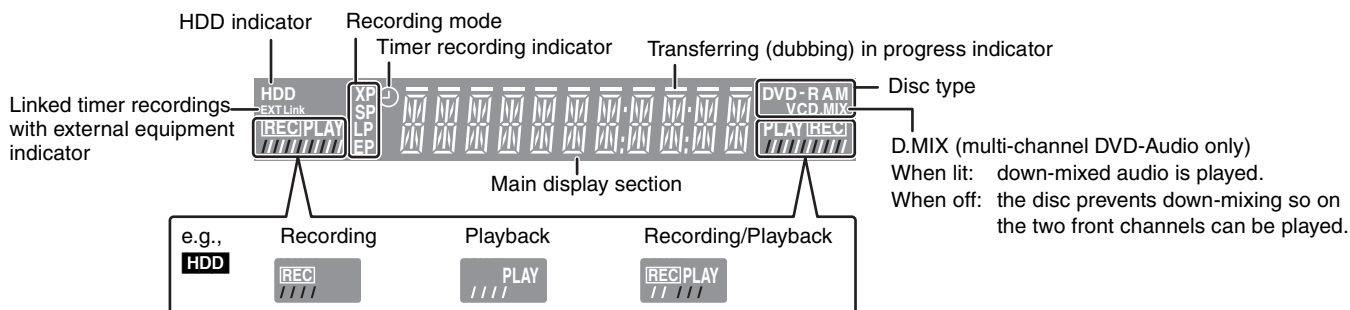 HDD indicator
Recording mode
Timer recording indicator
Transferring (dubbing) in progress indicator
Linked timer recordings
with external equipment
indicator
HDD
EXT Link
REC PLAY
XP
SP
LP
EP
DVD-RAM
VCD.MIX
PLAY REC
Disc type
D.MIX (multi-channel DVD-Audio only)
When lit: down-mixed audio is played.
When off: the disc prevents down-mixing so on
the two front channels can be played.
Main display section
e.g.,
HDD
Recording
Playback
Recording/Playback
REC
PLAY
REC PLAY